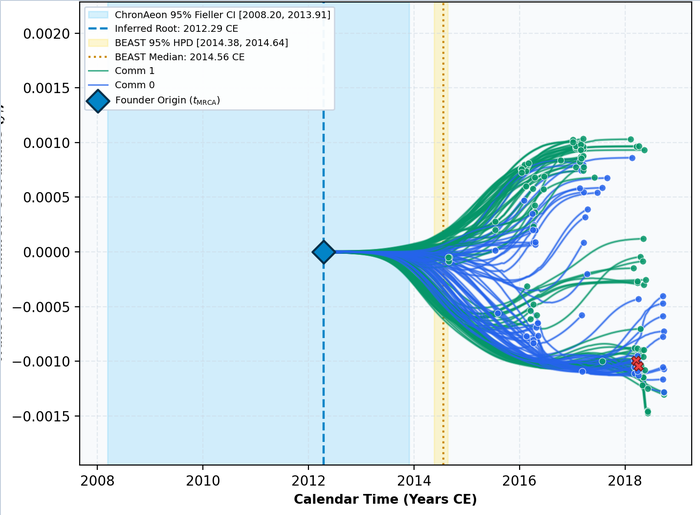 ChronAeon 95% Fieller CI [2008.20, 2013.91]
Inferred Root: 2012.29 CE
BEAST 95% HPD [2014.38, 2014.64]
BEAST Median: 2014.56 CE
Comm 1
Comm 0
Founder Origin (tMRCA)
0.0020
0.0015
0.0010
0.0005
0.0000
−0.0005
−0.0010
−0.0015
2008 2010 2012 2014 2016 2018
Calendar Time (Years CE)